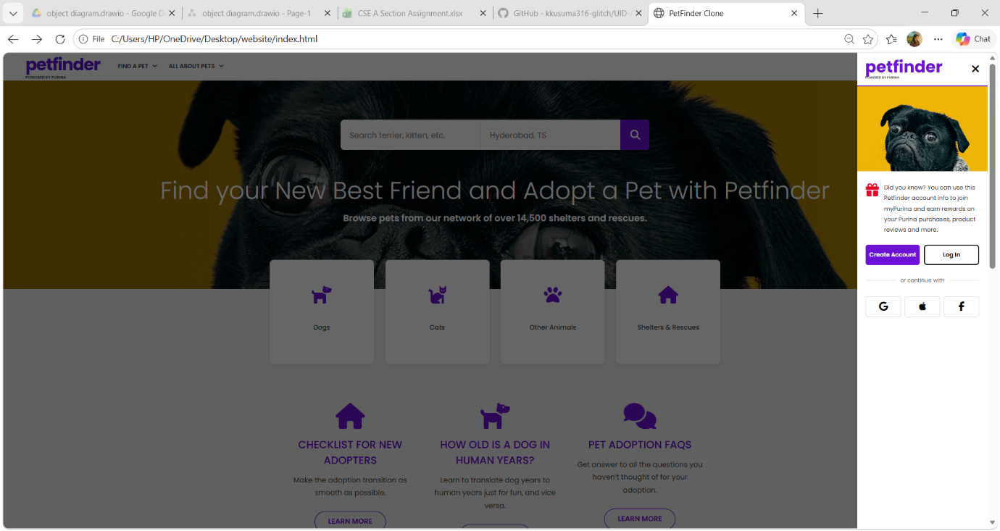 object diagram.drawio - Google D
object diagram.drawio - Page-1
CSE A Section Assignment.xlsx
GitHub - kkusuma316-glitch/UID-
PetFinder Clone
File C:/Users/HP/OneDrive/Desktop/website/index.html
Chat
petfinder
POWERED BY PURINA
FIND A PET
ALL ABOUT PETS
Search terrier, kitten, etc.
Hyderabad, TS
Find your New Best Friend and Adopt a Pet with Petfinder
Browse pets from our network of over 14,500 shelters and rescues.
Dogs
Cats
Other Animals
Shelters & Rescues
CHECKLIST FOR NEW
ADOPTERS
Make the adoption transition as
smooth as possible.
LEARN MORE
HOW OLD IS A DOG IN
HUMAN YEARS?
Learn to translate dog years to
human years just for fun, and vice
versa.
PET ADOPTION FAQS
Get answer to all the questions you
haven't thought of for your
adoption.
LEARN MORE
petfinder
POWERED BY PURINA
Did you know? You can use this
Petfinder account info to join
myPurina and earn rewards on
your Purina purchases, product
reviews and more.
Create Account
Log In
or continue with